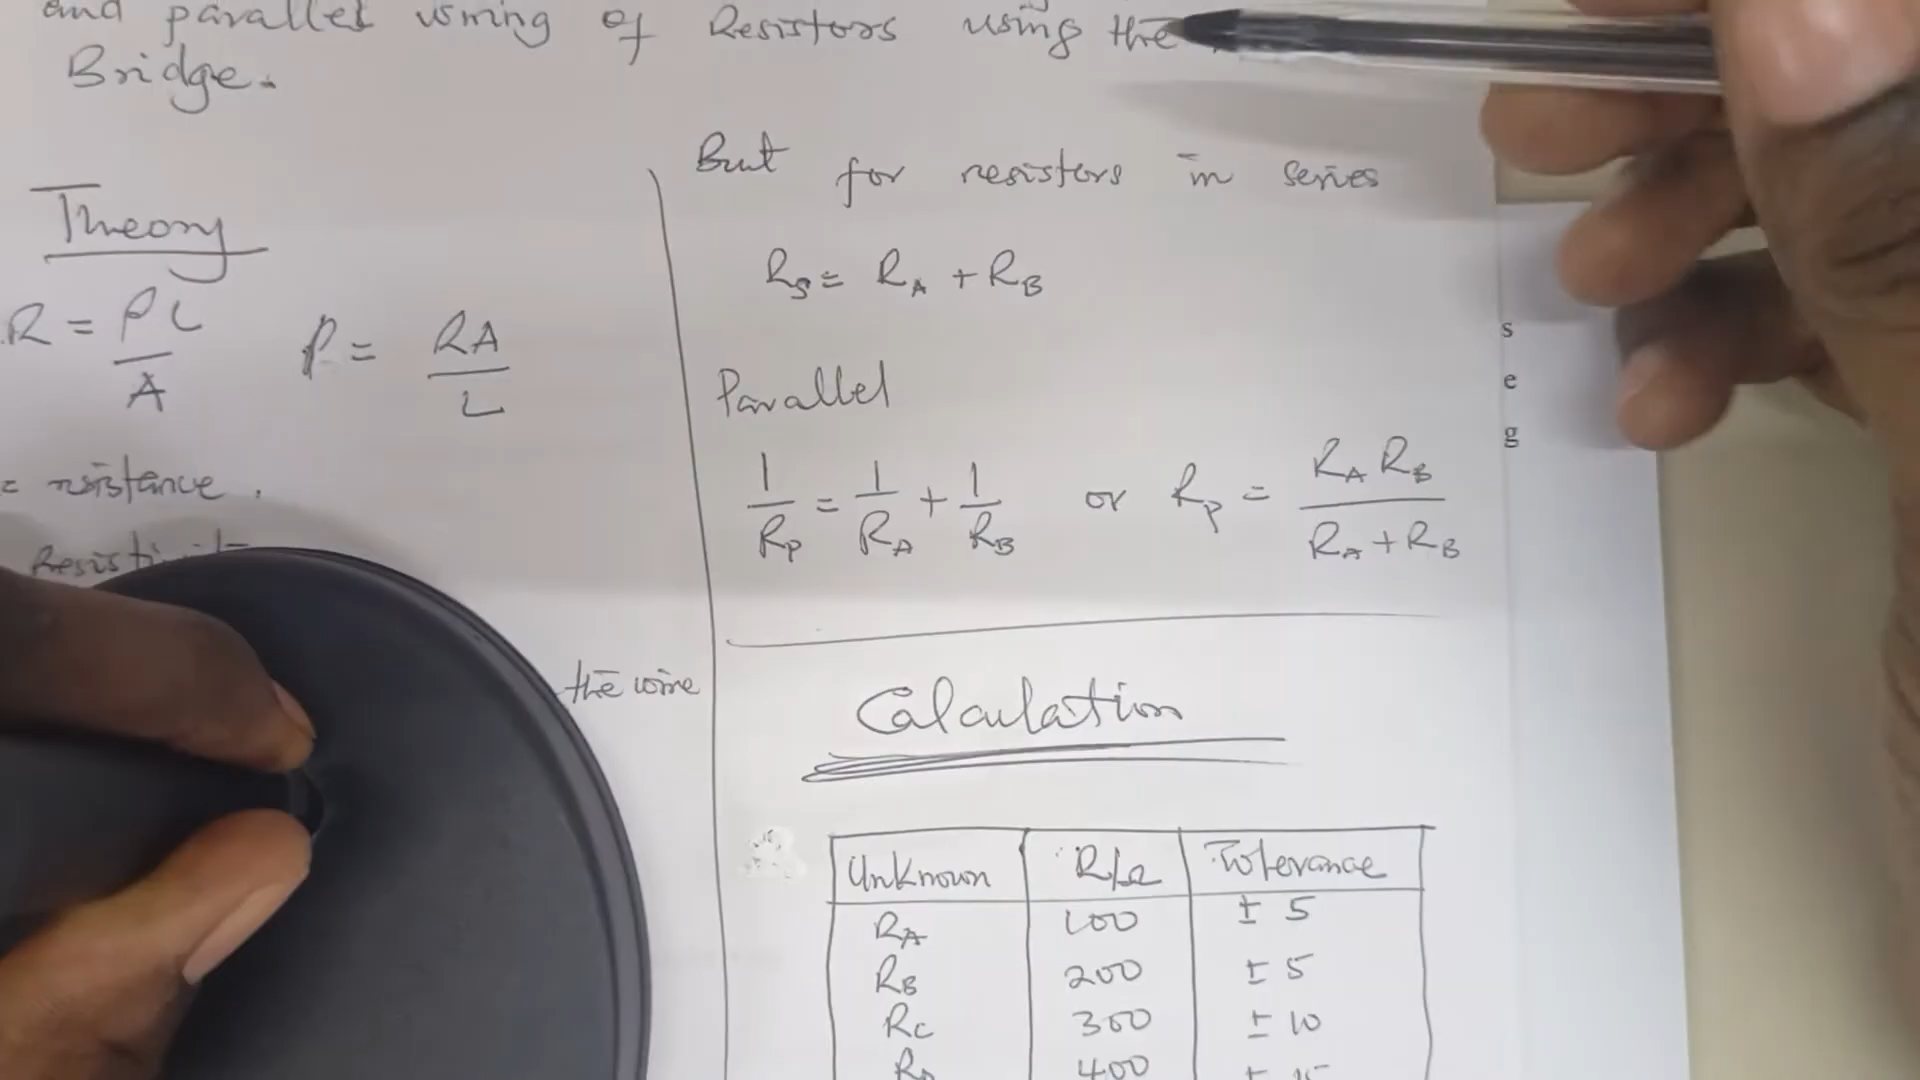 and parallel wiring of Resistors using the
Bridge.
Theory
R = ρL/A ρ = RA/L
= resistance.
the wire
But for resistors in series
Rs = RA + RB
Parallel
1/Rp = 1/RA + 1/RB or Rp = RA RB/RA + RB
Calculation
Unknown R/Ω Tolerance
RA 100 ± 5
RB 200 ± 5
RC 300 ± 10
400
s
e
g